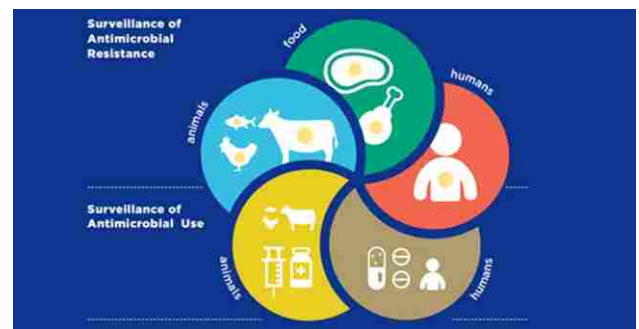 Surveillance of
Antimicrobial
Resistance
food
humans
animals
Surveillance of
Antimicrobial Use
animals
humans